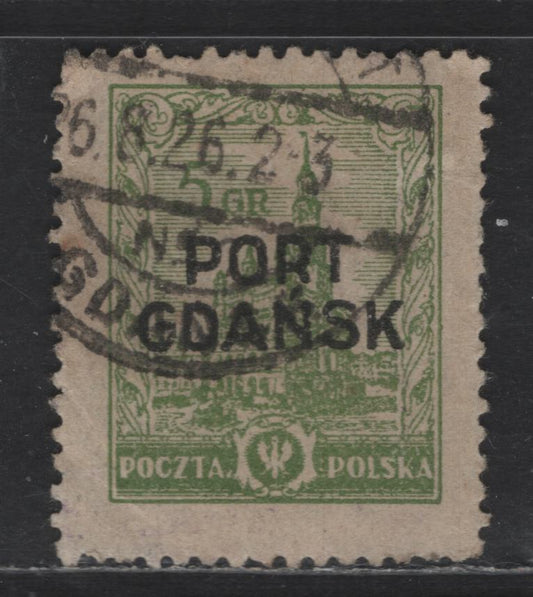 26.8.26.2-3
5 GR
PORT
GDAŃSK
POCZTA. POLSKA